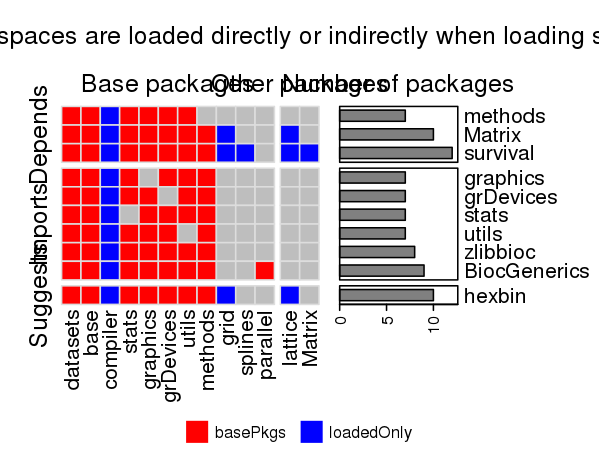 spaces are loaded directly or indirectly when loading s
Base packages
Other packages
Number of packages
Depends
methods
Matrix
survival
Imports
graphics
grDevices
stats
utils
zlibbioc
BiocGenerics
Suggests
hexbin
0 5 10
datasets
base
compiler
stats
graphics
grDevices
utils
methods
grid
splines
parallel
lattice
Matrix
basePkgs loadedOnly